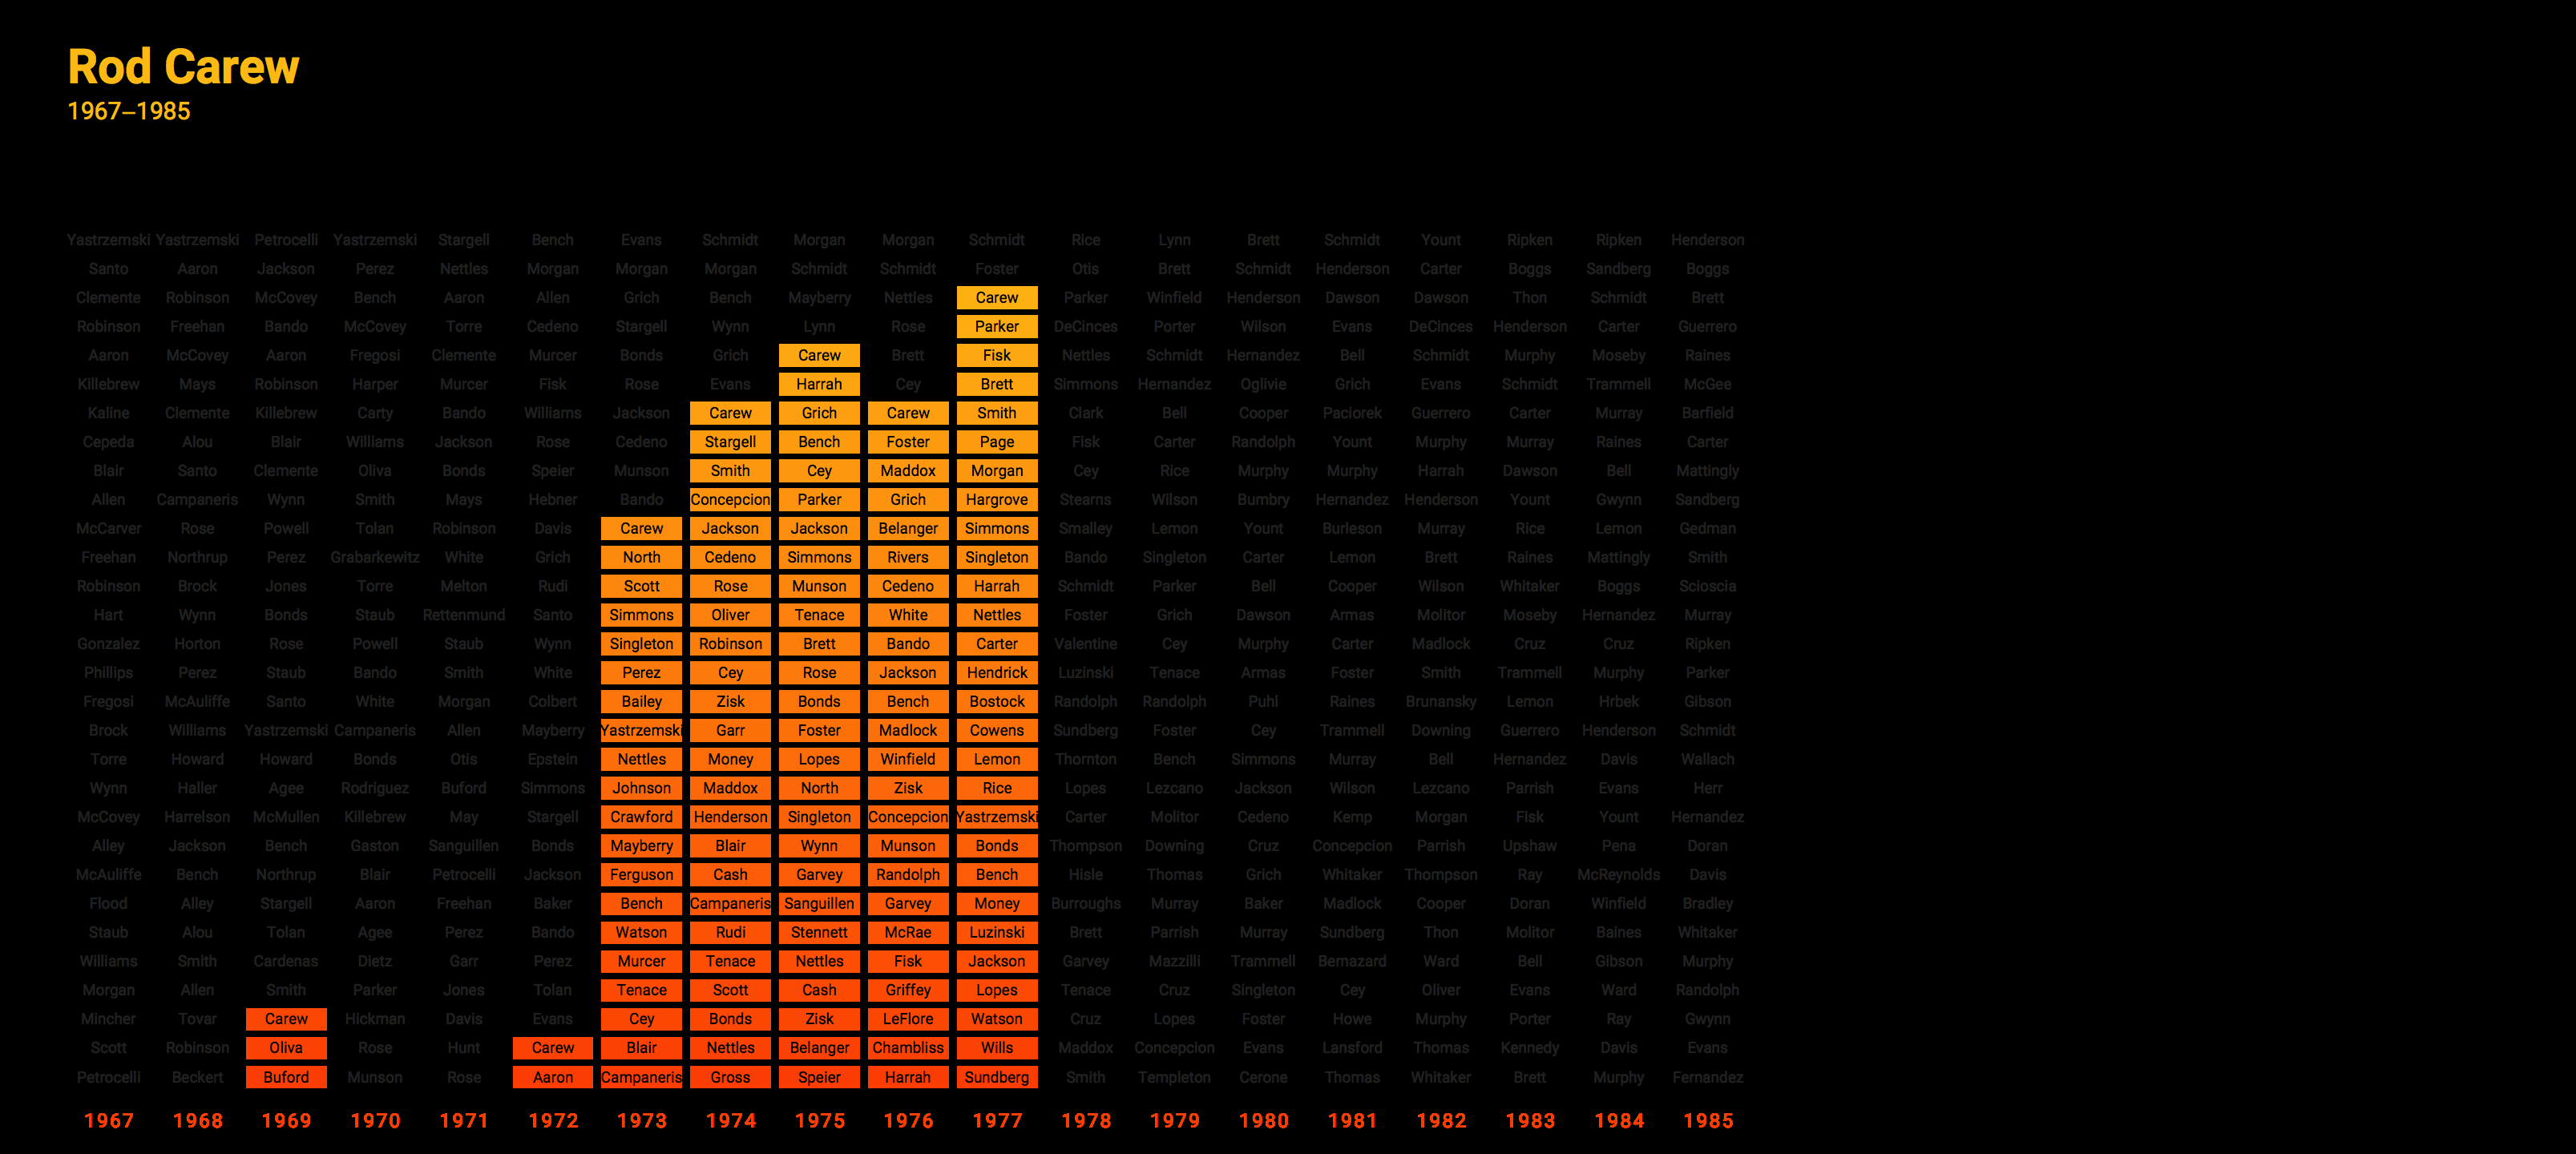 Rod Carew
1967–1985
Yastrzemski Yastrzemski Petrocelli Yastrzemski Stargell Bench Evans Schmidt Morgan Morgan Schmidt Rice Lynn Brett Schmidt Yount Ripken Ripken Henderson
Santo Aaron Jackson Perez Nettles Morgan Morgan Morgan Schmidt Schmidt Foster Otis Brett Schmidt Henderson Carter Boggs Sandberg Boggs
Clemente Robinson McCovey Bench Aaron Allen Grich Bench Mayberry Nettles Carew Parker Winfield Henderson Dawson Dawson Thon Schmidt Brett
Robinson Freehan Bando McCovey Torre Cedeno Stargell Wynn Lynn Rose Parker DeCinces Porter Wilson Evans DeCinces Henderson Carter Guerrero
Aaron McCovey Aaron Fregosi Clemente Murcer Bonds Grich Carew Brett Fisk Nettles Schmidt Hernandez Bell Schmidt Murphy Moseby Raines
Killebrew Mays Robinson Harper Murcer Fisk Rose Evans Harrah Cey Brett Simmons Hernandez Oglivie Grich Evans Schmidt Trammell McGee
Kaline Clemente Killebrew Carty Bando Williams Jackson Carew Grich Carew Smith Clark Bell Cooper Paciorek Guerrero Carter Murray Barfield
Cepeda Alou Blair Williams Jackson Rose Cedeno Stargell Bench Foster Page Fisk Carter Randolph Yount Murphy Murray Raines Carter
Blair Santo Clemente Oliva Bonds Speier Munson Smith Cey Maddox Morgan Cey Rice Murphy Murphy Harrah Dawson Bell Mattingly
Allen Campaneris Wynn Smith Mays Hebner Bando Concepcion Parker Grich Hargrove Stearns Wilson Bumbry Hernandez Henderson Yount Gwynn Sandberg
McCarver Rose Powell Tolan Robinson Davis Carew Jackson Jackson Belanger Simmons Smalley Lemon Yount Burleson Murray Rice Lemon Gedman
Freehan Northrup Perez Grabarkewitz White Grich North Cedeno Simmons Rivers Singleton Bando Singleton Carter Lemon Brett Raines Mattingly Smith
Robinson Brock Jones Torre Melton Rudi Scott Rose Munson Cedeno Harrah Schmidt Parker Bell Cooper Wilson Whitaker Boggs Scioscia
Hart Wynn Bonds Staub Rettenmund Santo Simmons Oliver Tenace White Nettles Foster Grich Dawson Armas Molitor Moseby Hernandez Murray
Gonzalez Horton Rose Powell Staub Wynn Singleton Robinson Brett Bando Carter Valentine Cey Murphy Carter Madlock Cruz Cruz Ripken
Phillips Perez Staub Bando Smith White Perez Cey Rose Jackson Hendrick Luzinski Tenace Armas Foster Smith Trammell Murphy Parker
Fregosi McAuliffe Santo White Morgan Colbert Bailey Zisk Bonds Bench Bostock Randolph Randolph Puhl Raines Brunansky Lemon Hrbek Gibson
Brock Williams Yastrzemski Campaneris Allen Mayberry Yastrzemski Garr Foster Madlock Cowens Sundberg Foster Cey Trammell Downing Guerrero Henderson Schmidt
Torre Howard Howard Bonds Otis Epstein Nettles Money Lopes Winfield Lemon Thornton Bench Simmons Murray Bell Hernandez Davis Wallach
Wynn Haller Agee Rodriguez Buford Simmons Johnson Maddox North Zisk Rice Lopes Lezcano Jackson Wilson Lezcano Parrish Evans Herr
McCovey Harrelson McMullen Killebrew May Stargell Crawford Henderson Singleton Concepcion Yastrzemski Carter Molitor Cedeno Kemp Morgan Fisk Yount Hernandez
Alley Jackson Bench Gaston Sanguillen Bonds Mayberry Blair Wynn Munson Bonds Thompson Downing Cruz Concepcion Parrish Upshaw Pena Doran
McAuliffe Bench Northrup Blair Petrocelli Jackson Ferguson Cash Garvey Randolph Bench Hisle Thomas Grich Whitaker Thompson Ray McReynolds Davis
Flood Alley Stargell Aaron Freehan Baker Bench Campaneris Sanguillen Garvey Money Burroughs Murray Baker Madlock Cooper Doran Winfield Bradley
Staub Alou Tolan Agee Perez Bando Watson Rudi Stennett McRae Luzinski Brett Parrish Murray Sundberg Thon Molitor Baines Whitaker
Williams Smith Cardenas Dietz Garr Perez Murcer Tenace Nettles Fisk Jackson Garvey Mazzilli Trammell Bernazard Ward Bell Gibson Murphy
Morgan Allen Smith Parker Jones Tolan Tenace Scott Cash Griffey Lopes Tenace Cruz Singleton Cey Oliver Evans Ward Randolph
Mincher Tovar Carew Hickman Davis Evans Cey Bonds Zisk LeFlore Watson Cruz Lopes Foster Howe Murphy Porter Ray Gwynn
Scott Robinson Oliva Rose Hunt Carew Blair Nettles Belanger Chambliss Wills Maddox Concepcion Evans Lansford Thomas Kennedy Davis Evans
Petrocelli Beckert Buford Munson Rose Aaron Campaneris Gross Speier Harrah Sundberg Smith Templeton Cerone Thomas Whitaker Brett Murphy Fernandez
1967 1968 1969 1970 1971 1972 1973 1974 1975 1976 1977 1978 1979 1980 1981 1982 1983 1984 1985